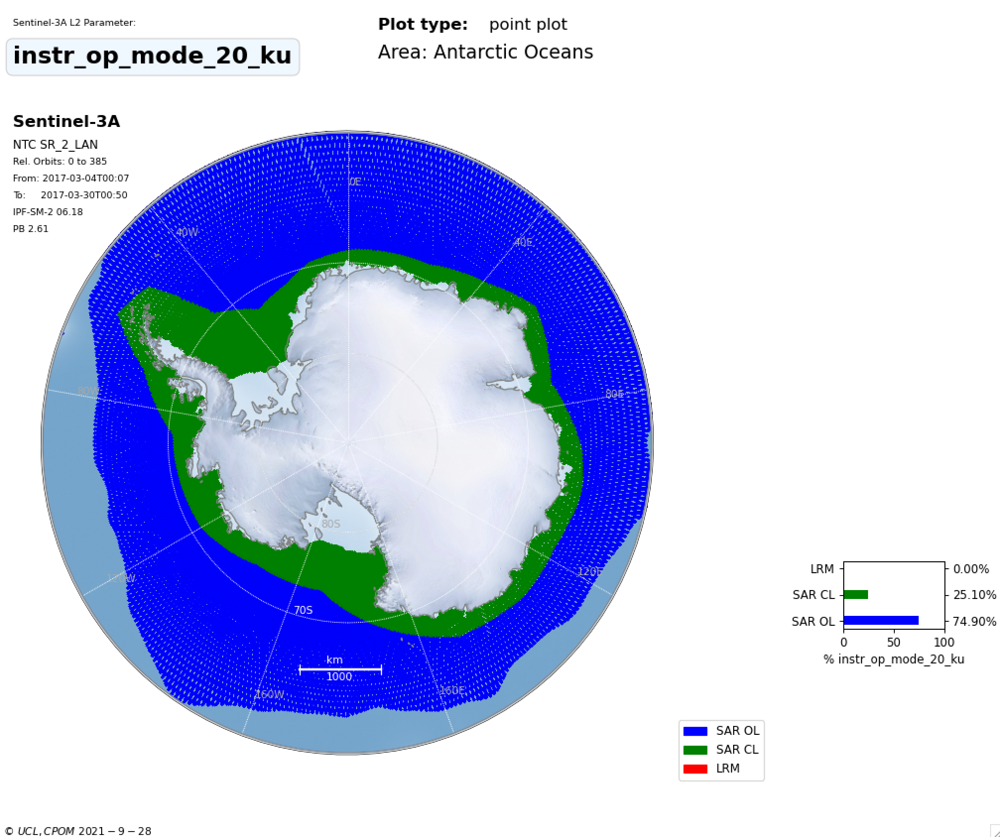 Sentinel-3A L2 Parameter:
instr_op_mode_20_ku
Plot type: point plot
Area: Antarctic Oceans
Sentinel-3A
NTC SR_2_LAN
Rel. Orbits: 0 to 385
From: 2017-03-04T00:07
To: 2017-03-30T00:50
IPF-SM-2 06.18
PB 2.61
0E
40W
40E
80W
80E
80S
120W
120E
70S
km
1000
160W
160E
LRM 0.00%
SAR CL 25.10%
SAR OL 74.90%
0 50 100
% instr_op_mode_20_ku
SAR OL
SAR CL
LRM
© UCL, CPOM 2021 − 9 − 28